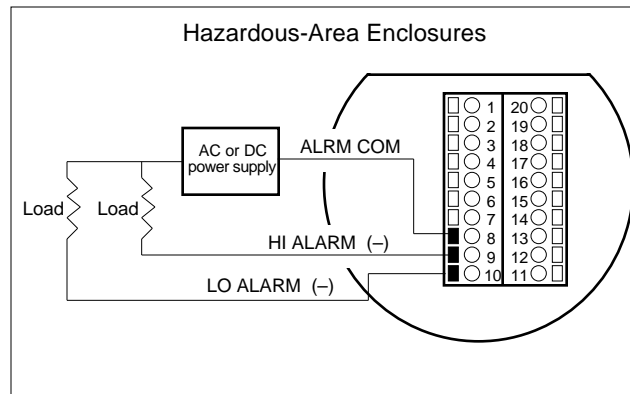 Hazardous-Area Enclosures
AC or DC
power supply
ALRM COM
Load
Load
HI ALARM (–)
LO ALARM (–)
1 20
2 19
3 18
4 17
5 16
6 15
7 14
8 13
9 12
10 11